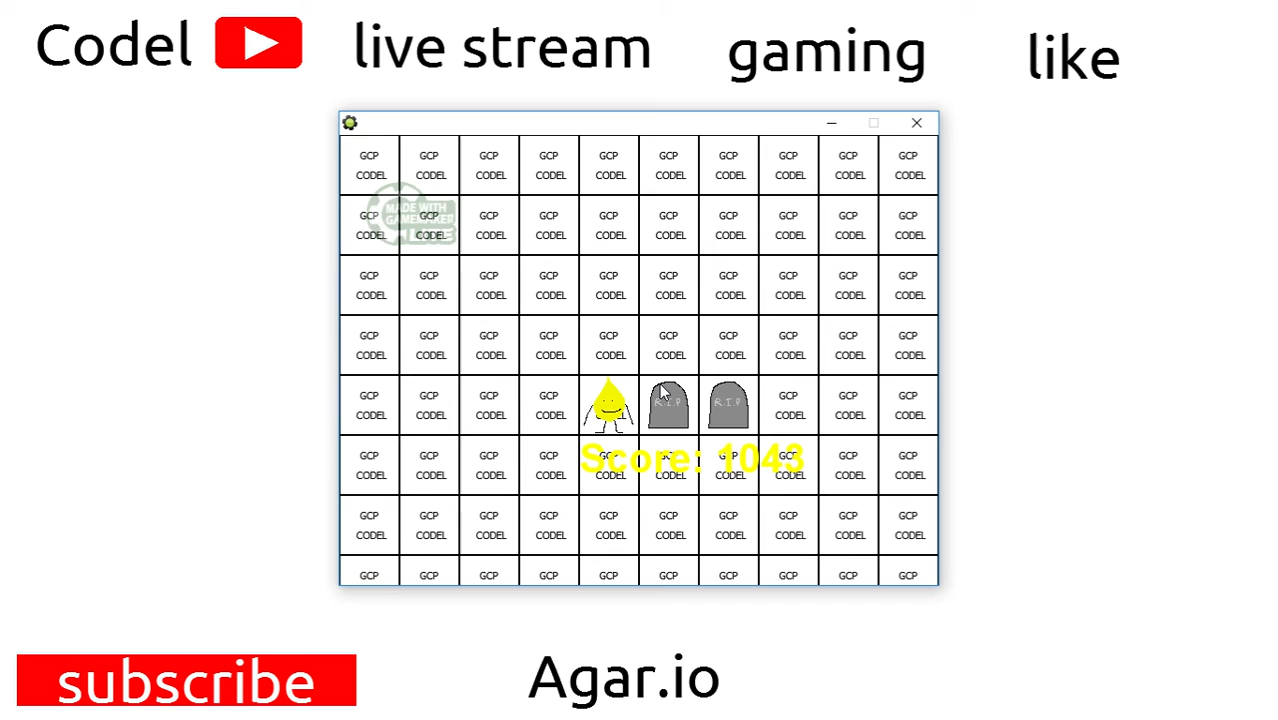 Codel live stream gaming like
GCP GCP GCP GCP GCP GCP GCP GCP GCP GCP
CODEL CODEL CODEL CODEL CODEL CODEL CODEL CODEL CODEL CODEL
MADE WITH
GCP GAMEMAKER GCP GCP GCP GCP GCP GCP GCP GCP GCP
CODEL LITE CODEL CODEL CODEL CODEL CODEL CODEL CODEL CODEL CODEL
GCP GCP GCP GCP GCP GCP GCP GCP GCP GCP
CODEL CODEL CODEL CODEL CODEL CODEL CODEL CODEL CODEL CODEL
GCP GCP GCP GCP GCP GCP GCP GCP GCP GCP
CODEL CODEL CODEL CODEL CODEL CODEL CODEL CODEL CODEL CODEL
GCP GCP GCP GCP R.I.P R.I.P GCP GCP
CODEL CODEL CODEL CODEL CODEL CODEL
Score: 1043
GCP GCP GCP GCP GCP GCP GCP GCP GCP GCP
CODEL CODEL CODEL CODEL CODEL CODEL CODEL CODEL CODEL CODEL
GCP GCP GCP GCP GCP GCP GCP GCP GCP GCP
CODEL CODEL CODEL CODEL CODEL CODEL CODEL CODEL CODEL CODEL
GCP GCP GCP GCP GCP GCP GCP GCP GCP GCP
subscribe Agar.io